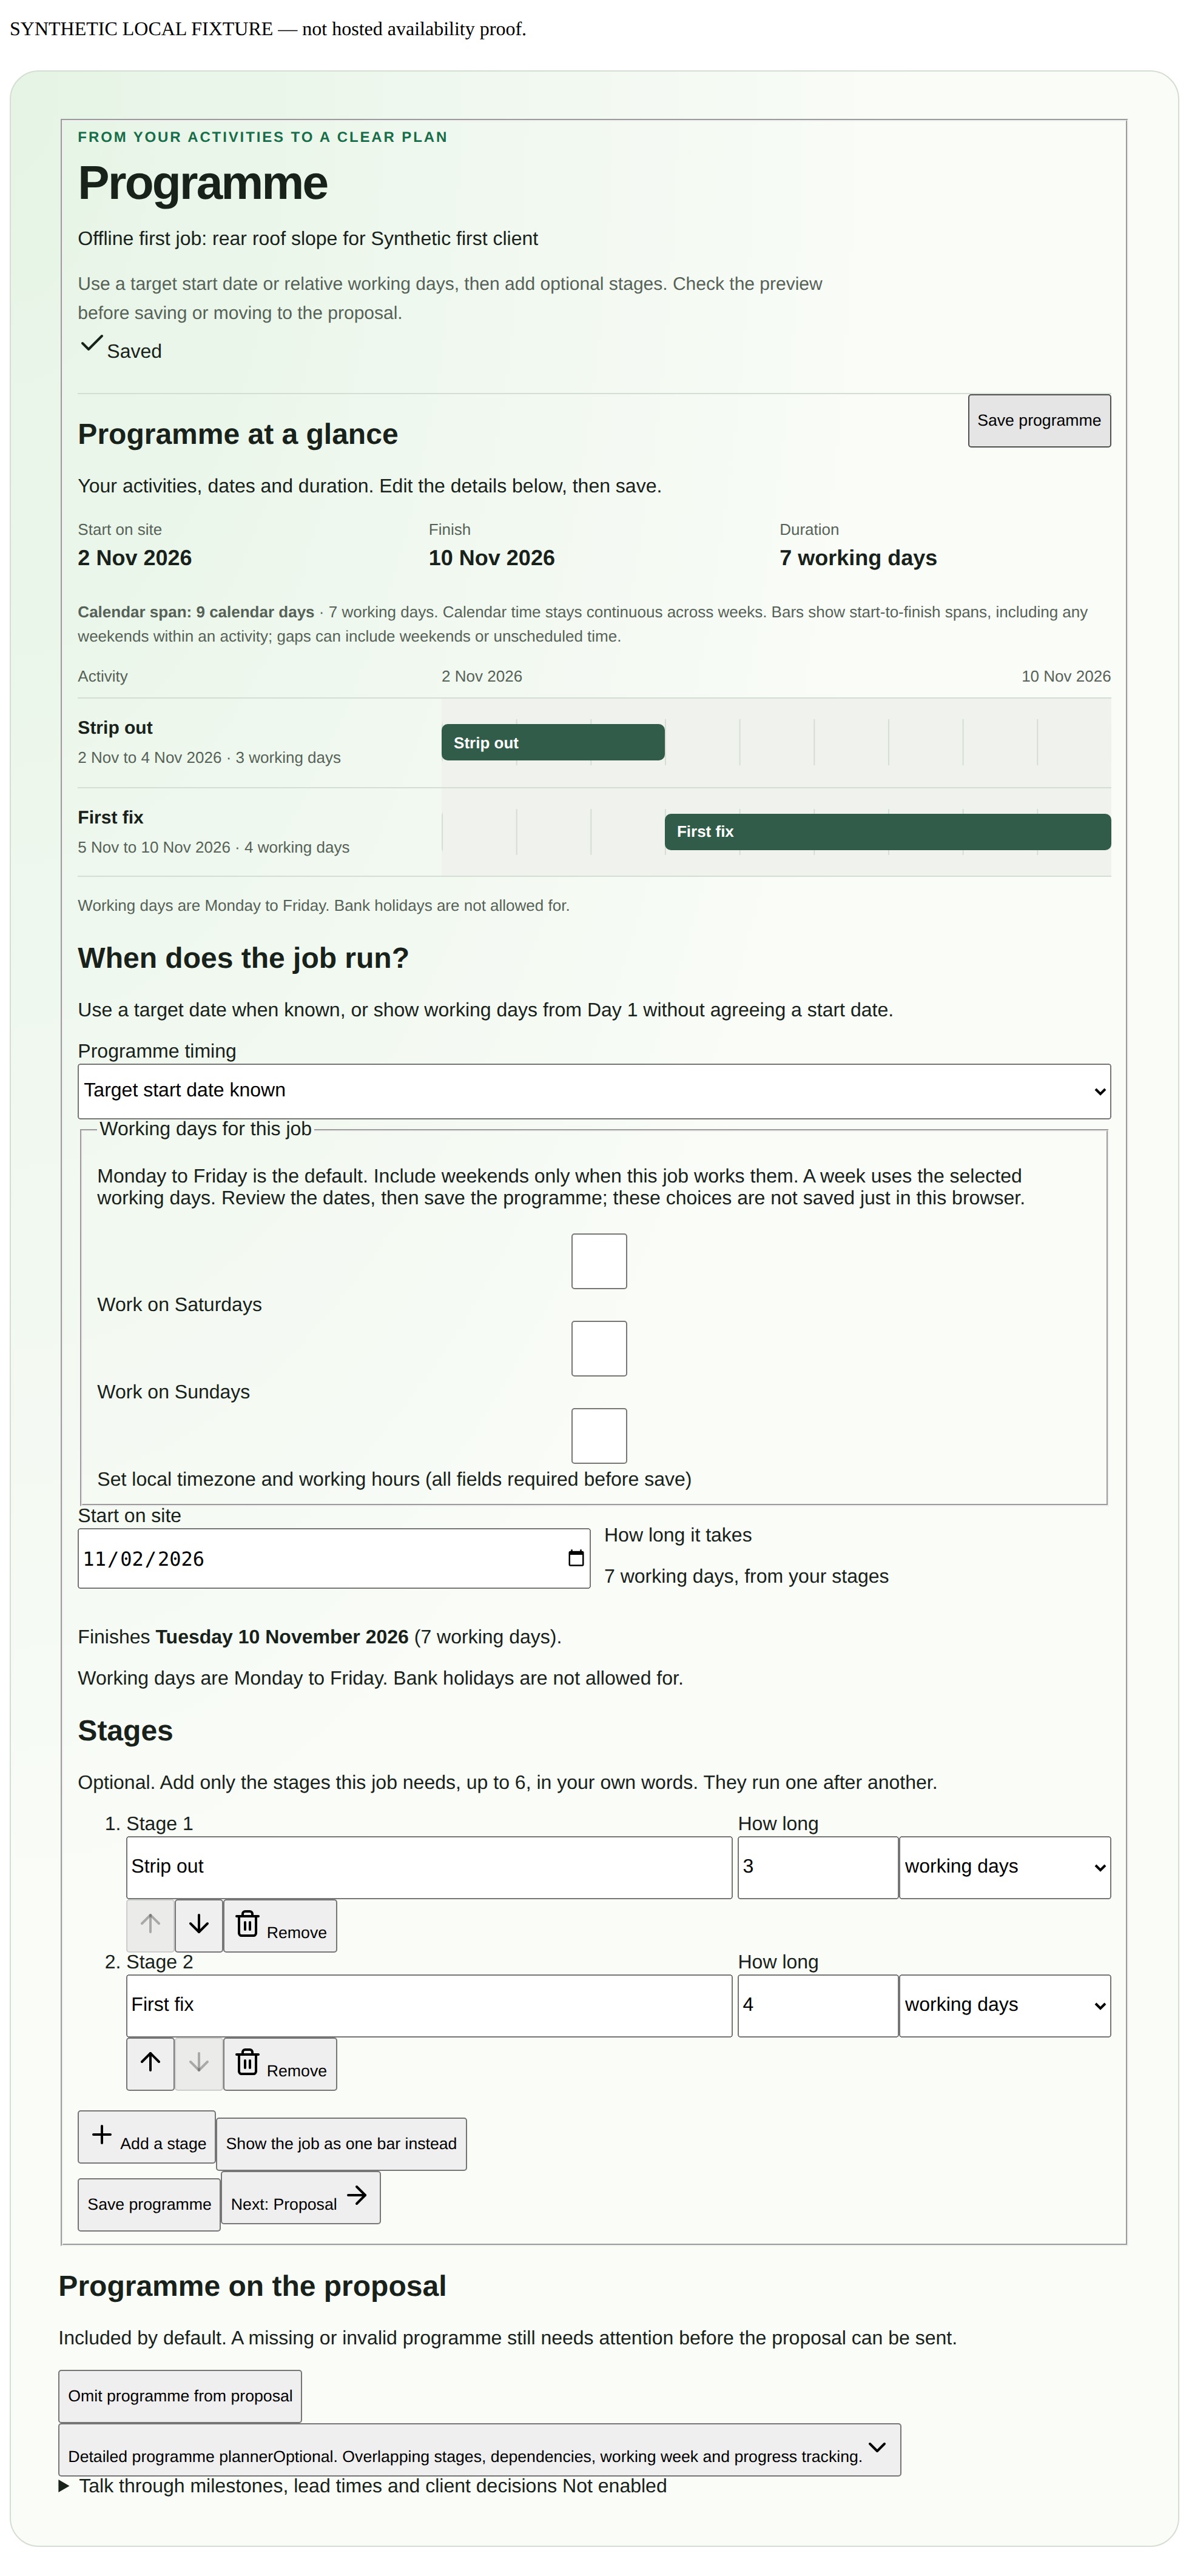 SYNTHETIC LOCAL FIXTURE — not hosted availability proof.
FROM YOUR ACTIVITIES TO A CLEAR PLAN
Programme
Offline first job: rear roof slope for Synthetic first client
Use a target start date or relative working days, then add optional stages. Check the preview
before saving or moving to the proposal.
Saved
Save programme
Programme at a glance
Your activities, dates and duration. Edit the details below, then save.
Start on site Finish Duration
2 Nov 2026 10 Nov 2026 7 working days
Calendar span: 9 calendar days · 7 working days. Calendar time stays continuous across weeks. Bars show start-to-finish spans, including any
weekends within an activity; gaps can include weekends or unscheduled time.
Activity 2 Nov 2026 10 Nov 2026
Strip out
2 Nov to 4 Nov 2026 · 3 working days
Strip out
First fix
5 Nov to 10 Nov 2026 · 4 working days
First fix
Working days are Monday to Friday. Bank holidays are not allowed for.
When does the job run?
Use a target date when known, or show working days from Day 1 without agreeing a start date.
Programme timing
Target start date known
Working days for this job
Monday to Friday is the default. Include weekends only when this job works them. A week uses the selected
working days. Review the dates, then save the programme; these choices are not saved just in this browser.
Work on Saturdays
Work on Sundays
Set local timezone and working hours (all fields required before save)
Start on site
11/02/2026
How long it takes
7 working days, from your stages
Finishes Tuesday 10 November 2026 (7 working days).
Working days are Monday to Friday. Bank holidays are not allowed for.
Stages
Optional. Add only the stages this job needs, up to 6, in your own words. They run one after another.
1. Stage 1 How long
Strip out 3 working days
Remove
2. Stage 2 How long
First fix 4 working days
Remove
Add a stage Show the job as one bar instead
Save programme Next: Proposal
Programme on the proposal
Included by default. A missing or invalid programme still needs attention before the proposal can be sent.
Omit programme from proposal
Detailed programme plannerOptional. Overlapping stages, dependencies, working week and progress tracking.
Talk through milestones, lead times and client decisions Not enabled